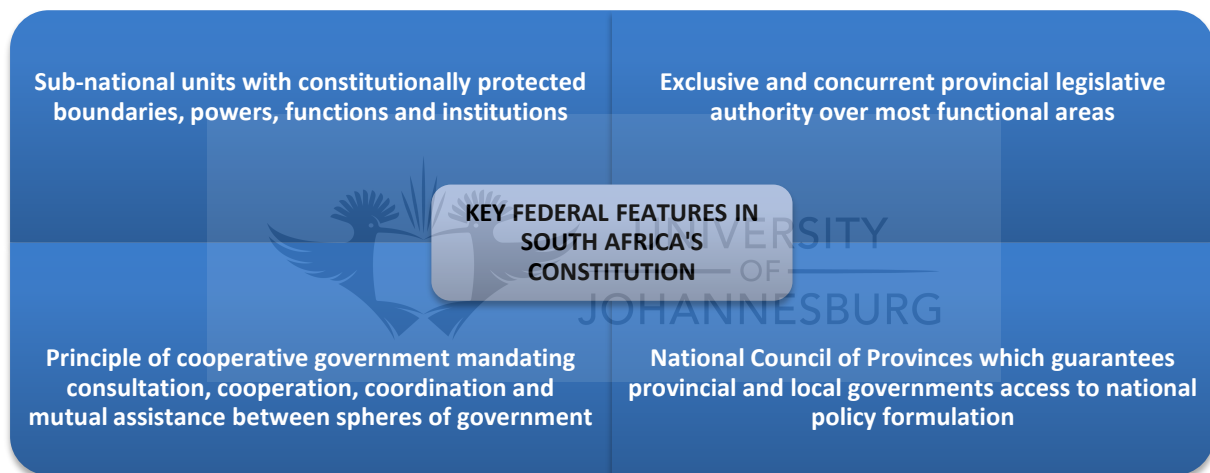 Sub-national units with constitutionally protected
boundaries, powers, functions and institutions
Exclusive and concurrent provincial legislative
authority over most functional areas
KEY FEDERAL FEATURES IN
SOUTH AFRICA'S
CONSTITUTION
UNIVERSITY
OF
JOHANNESBURG
Principle of cooperative government mandating
consultation, cooperation, coordination and
mutual assistance between spheres of government
National Council of Provinces which guarantees
provincial and local governments access to national
policy formulation